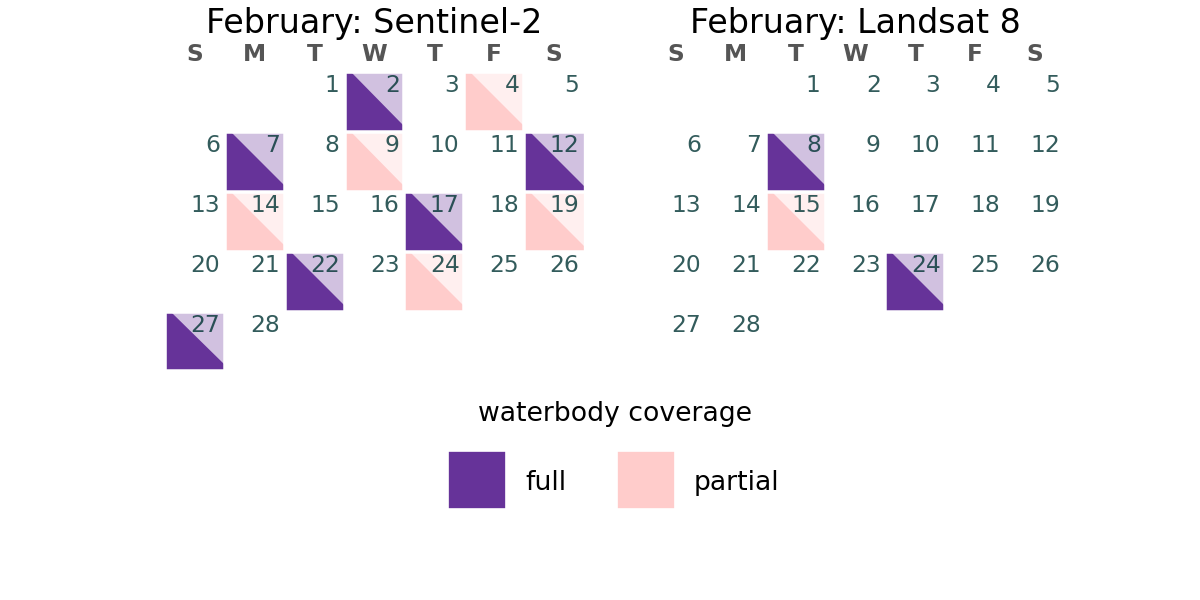 February: Sentinel-2
S M T W T F S
1 2 3 4 5
6 7 8 9 10 11 12
13 14 15 16 17 18 19
20 21 22 23 24 25 26
27 28
February: Landsat 8
S M T W T F S
1 2 3 4 5
6 7 8 9 10 11 12
13 14 15 16 17 18 19
20 21 22 23 24 25 26
27 28
waterbody coverage
full
partial